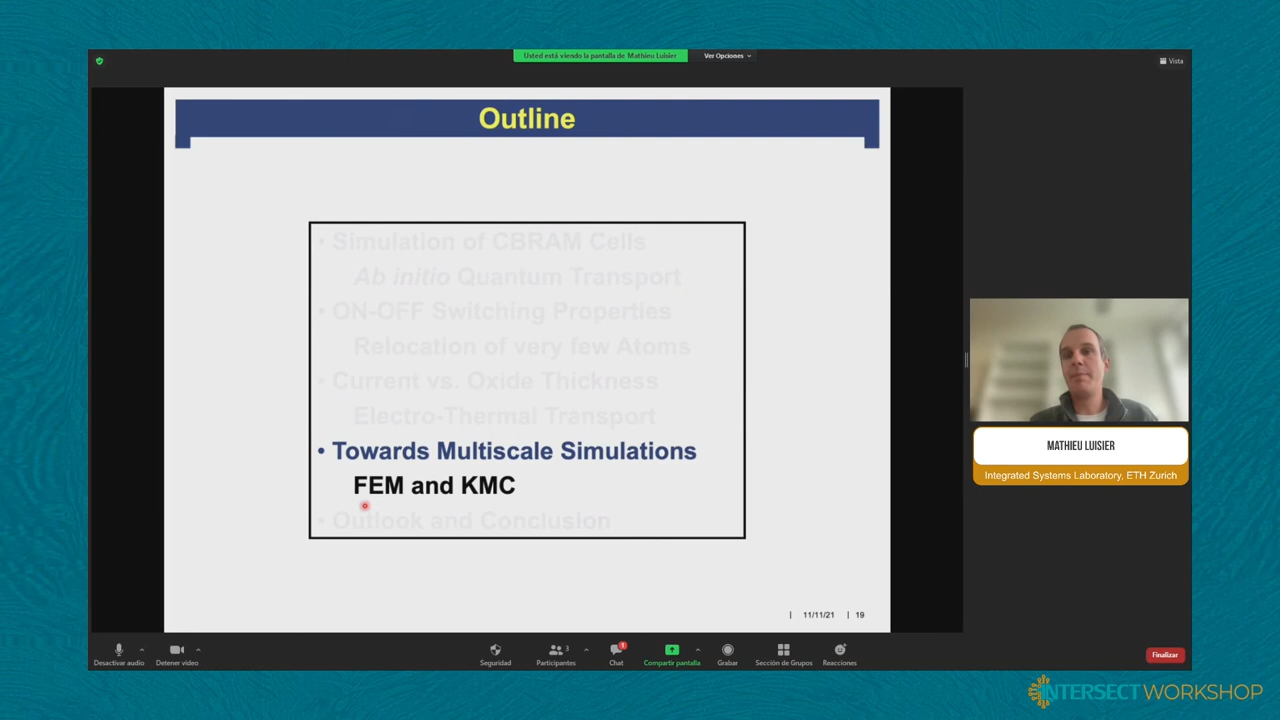 Usted está viendo la pantalla de Mathieu Luisier
Ver Opciones
Vista
Outline
• Simulation of CBRAM Cells
Ab initio Quantum Transport
• ON-OFF Switching Properties
Relocation of very few Atoms
• Current vs. Oxide Thickness
Electro-Thermal Transport
• Towards Multiscale Simulations
FEM and KMC
• Outlook and Conclusion
| 11/11/21 | 19
MATHIEU LUISIER
Integrated Systems Laboratory, ETH Zurich
Desactivar audio
Detener video
Seguridad
Participantes
3
Chat
1
Compartir pantalla
Grabar
Sección de Grupos
Reacciones
Finalizar
INTERSECT WORKSHOP